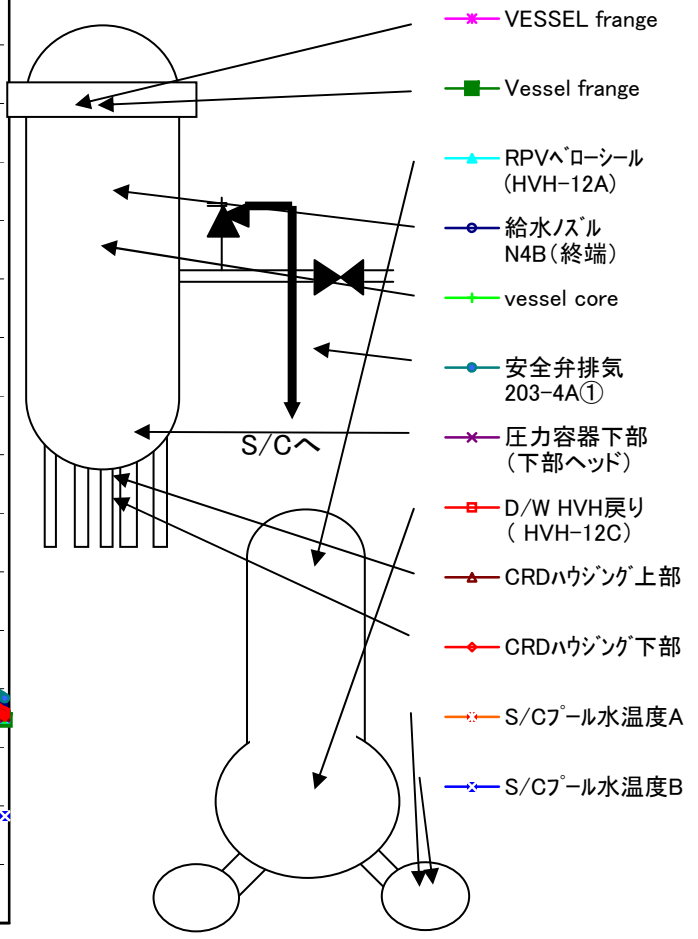 VESSEL frange
Vessel frange
RPVﾍﾞﾛｰｼｰﾙ
(HVH-12A)
給水ﾉｽﾞﾙ
N4B（終端）
vessel core
安全弁排気
203-4A①
圧力容器下部
（下部ヘッド）
D/W HVH戻り
( HVH-12C)
CRDﾊｳｼﾞﾝｸﾞ上部
CRDﾊｳｼﾞﾝｸﾞ下部
S/Cﾌﾟｰﾙ水温度A
S/Cﾌﾟｰﾙ水温度B
S/Cへ